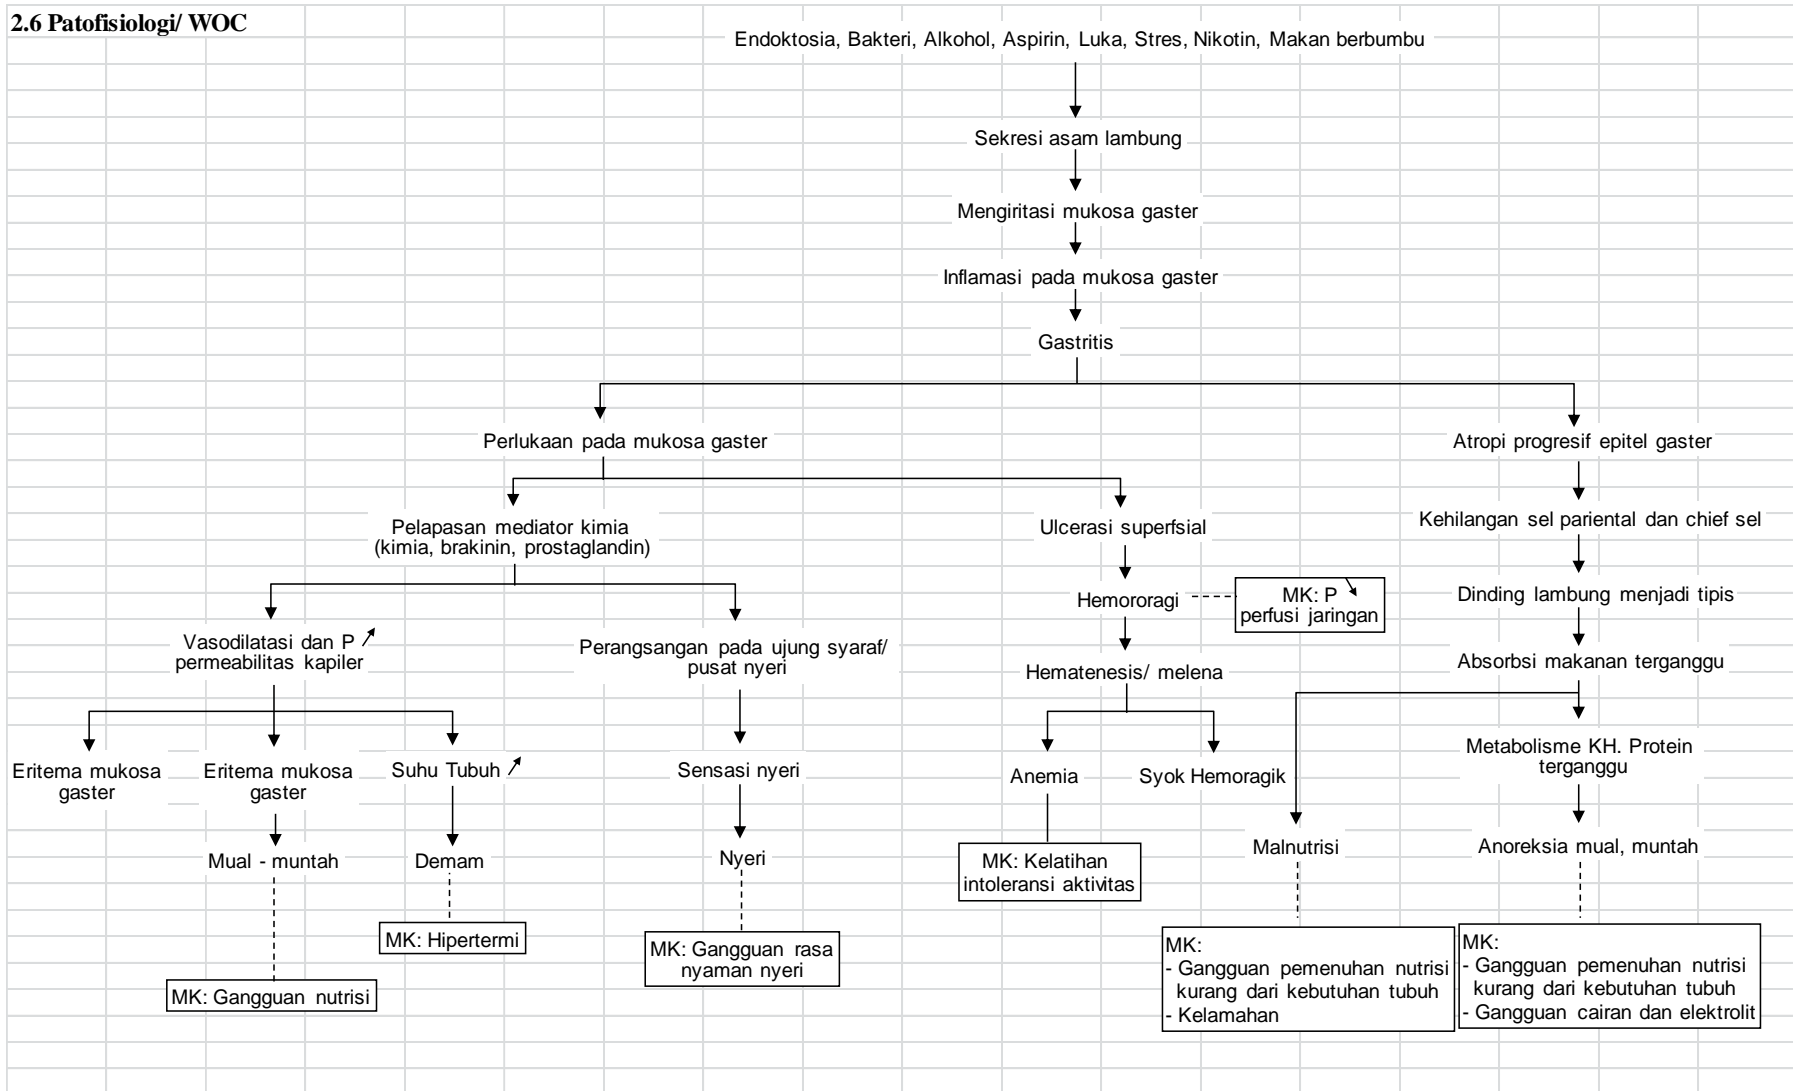 2.6 Patofisiologi/ WOC
Endoktosia, Bakteri, Alkohol, Aspirin, Luka, Stres, Nikotin, Makan berbumbu
Sekresi asam lambung
Mengiritasi mukosa gaster
Inflamasi pada mukosa gaster
Gastritis
Perlukaan pada mukosa gaster
Atropi progresif epitel gaster
Pelapasan mediator kimia
(kimia, brakinin, prostaglandin)
Ulcerasi superfsial
Kehilangan sel pariental dan chief sel
Hemororagi
MK: P
perfusi jaringan
Dinding lambung menjadi tipis
Vasodilatasi dan P
permeabilitas kapiler
Perangsangan pada ujung syaraf/
pusat nyeri
Hematenesis/ melena
Absorbsi makanan terganggu
Eritema mukosa
gaster
Eritema mukosa
gaster
Suhu Tubuh
Sensasi nyeri
Anemia
Syok Hemoragik
Metabolisme KH. Protein
terganggu
Mual - muntah
Demam
Nyeri
MK: Kelatihan
intoleransi aktivitas
Malnutrisi
Anoreksia mual, muntah
MK: Hipertermi
MK: Gangguan rasa
nyaman nyeri
MK: Gangguan nutrisi
MK:
- Gangguan pemenuhan nutrisi
kurang dari kebutuhan tubuh
- Kelamahan
MK:
- Gangguan pemenuhan nutrisi
kurang dari kebutuhan tubuh
- Gangguan cairan dan elektrolit